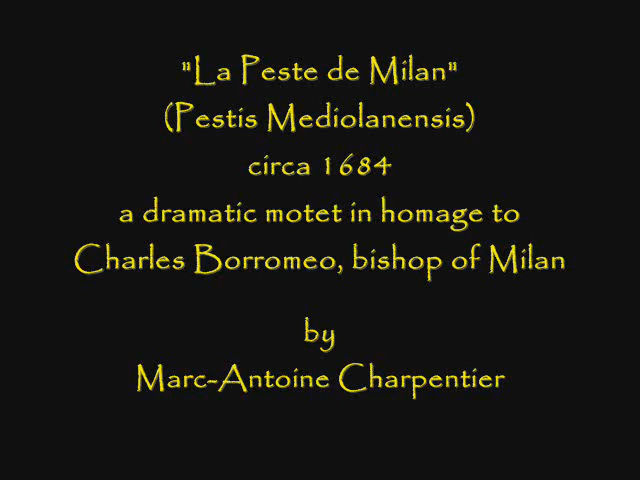 "La Peste de Milan"
(Pestis Mediolanensis)
circa 1684
a dramatic motet in homage to
Charles Borromeo, bishop of Milan
by
Marc-Antoine Charpentier